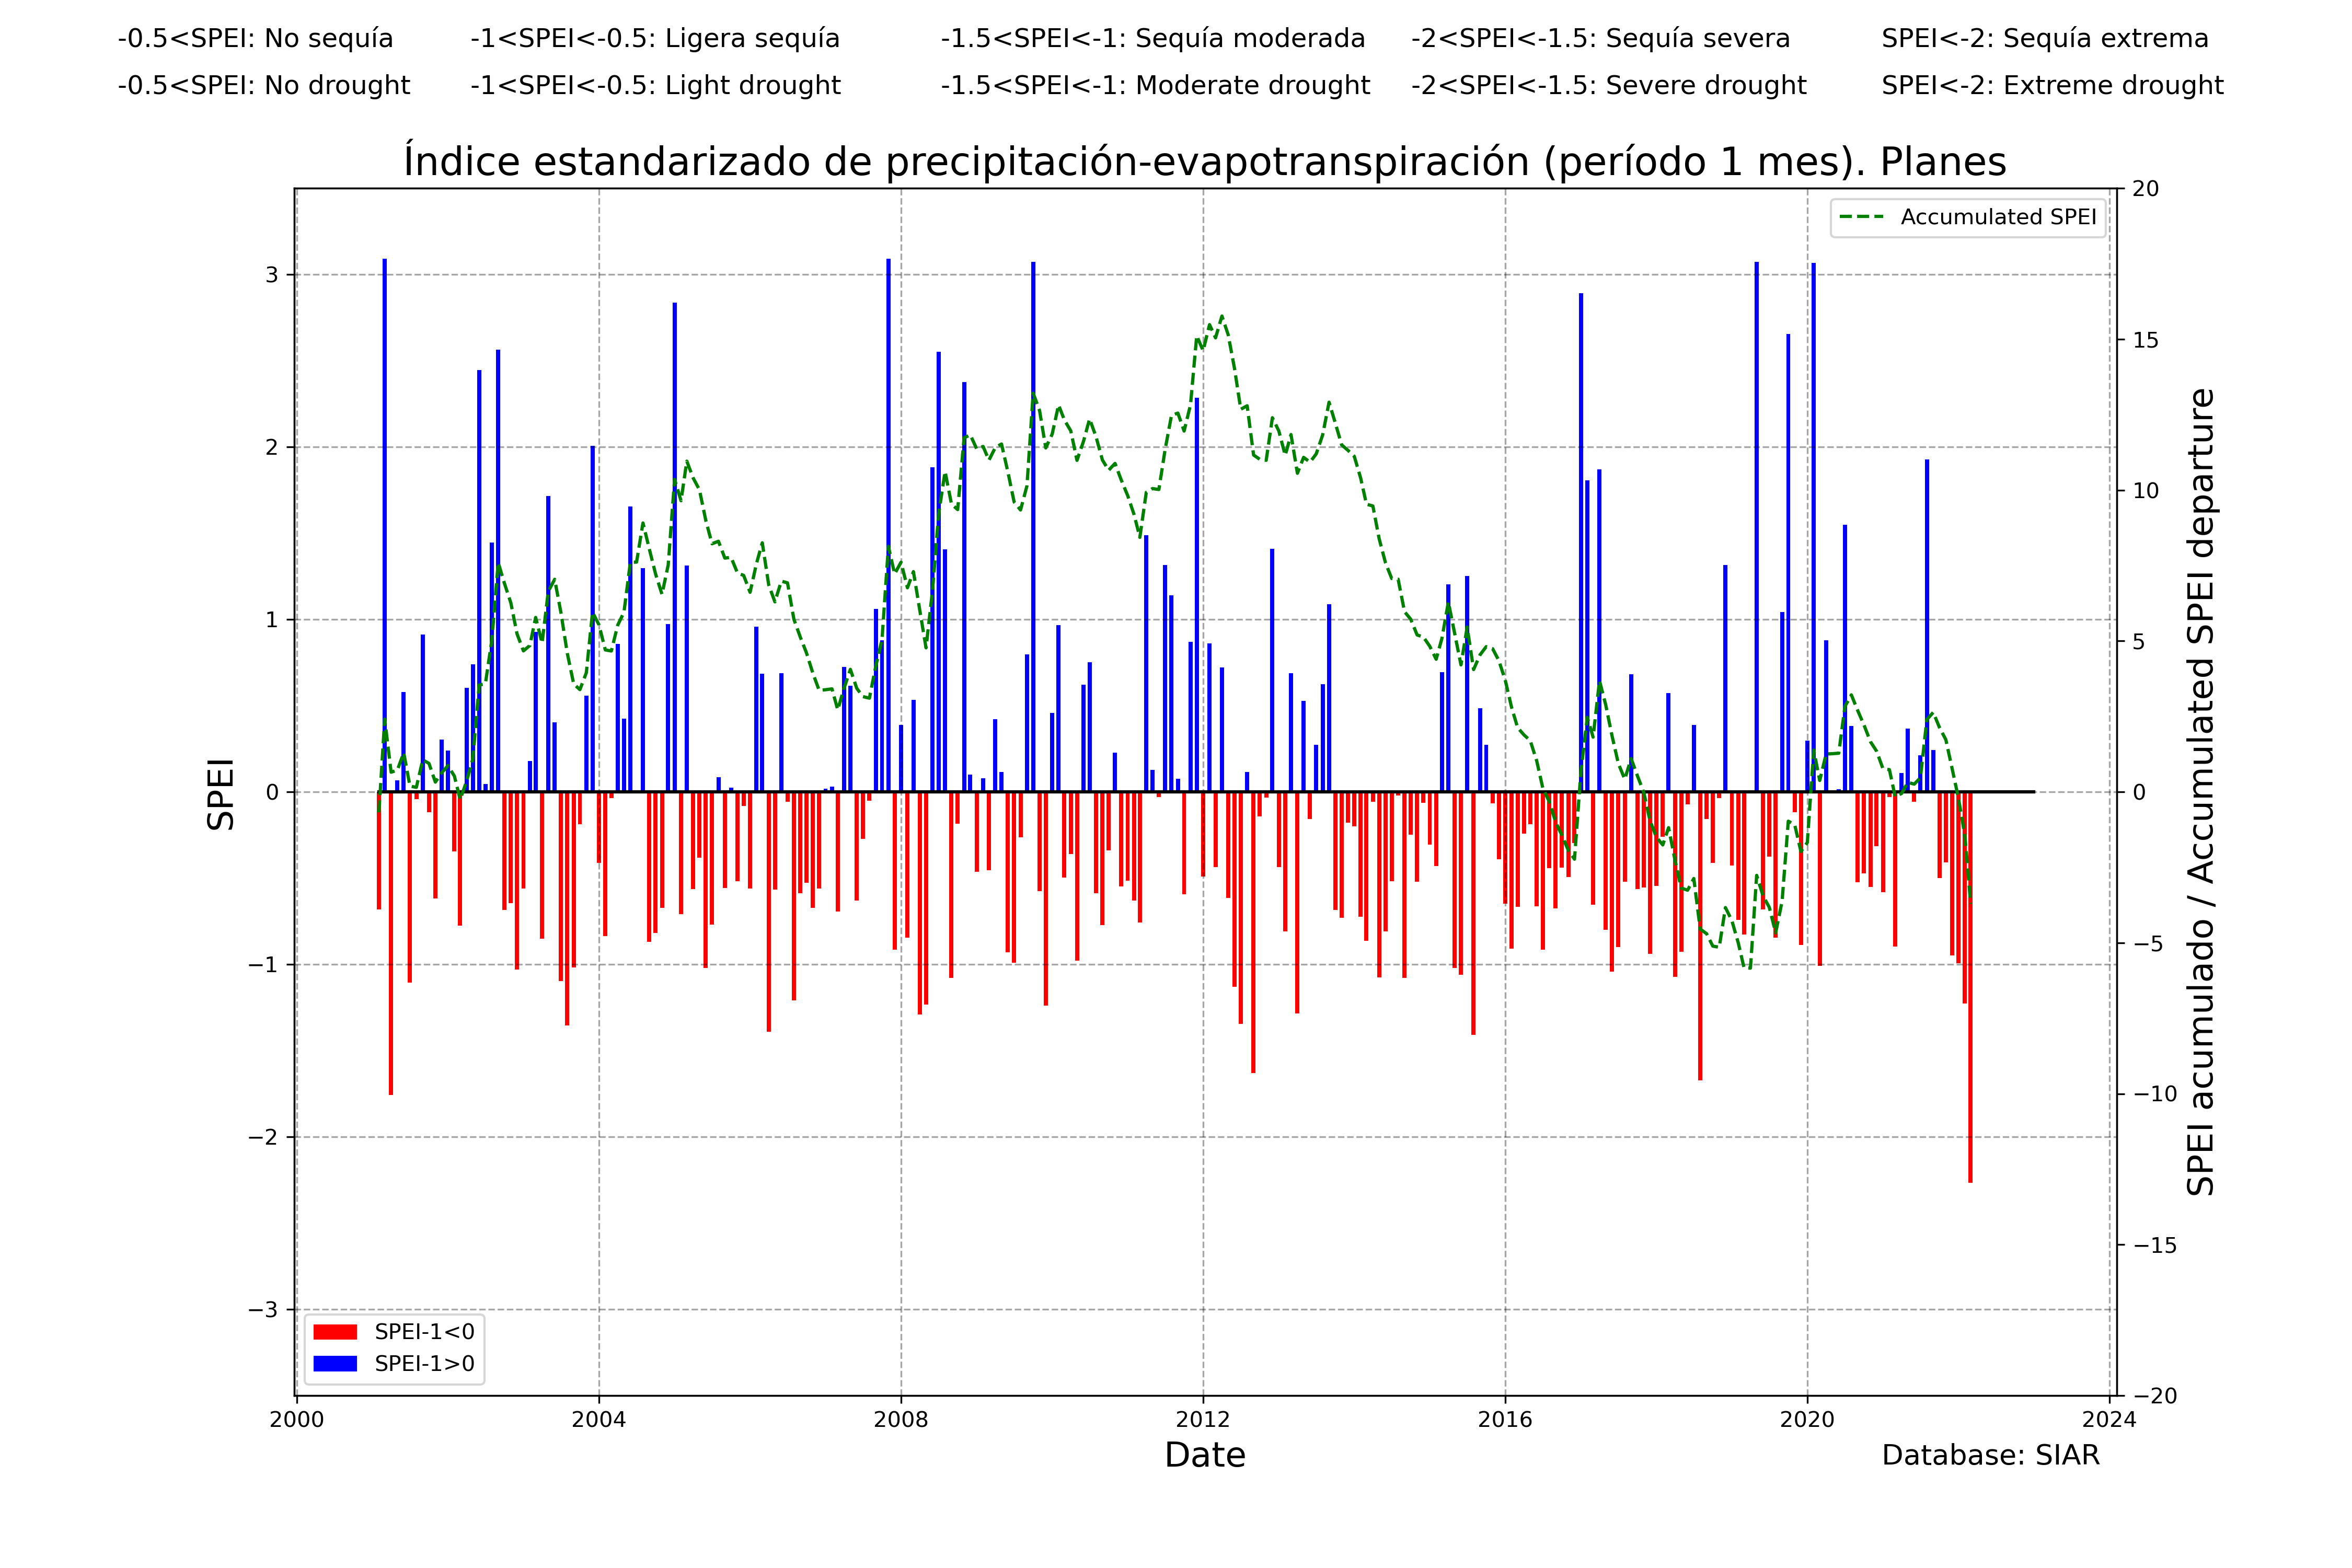 -0.5<SPEI: No sequía -1<SPEI<-0.5: Ligera sequía -1.5<SPEI<-1: Sequía moderada -2<SPEI<-1.5: Sequía severa SPEI<-2: Sequía extrema
-0.5<SPEI: No drought -1<SPEI<-0.5: Light drought -1.5<SPEI<-1: Moderate drought -2<SPEI<-1.5: Severe drought SPEI<-2: Extreme drought
Índice estandarizado de precipitación-evapotranspiración (período 1 mes). Planes
Accumulated SPEI
3
2
1
0
−1
−2
−3
SPEI
20
15
10
5
0
−5
−10
−15
−20
SPEI acumulado / Accumulated SPEI departure
SPEI-1<0
SPEI-1>0
2000 2004 2008 2012 2016 2020 2024
Date
Database: SIAR